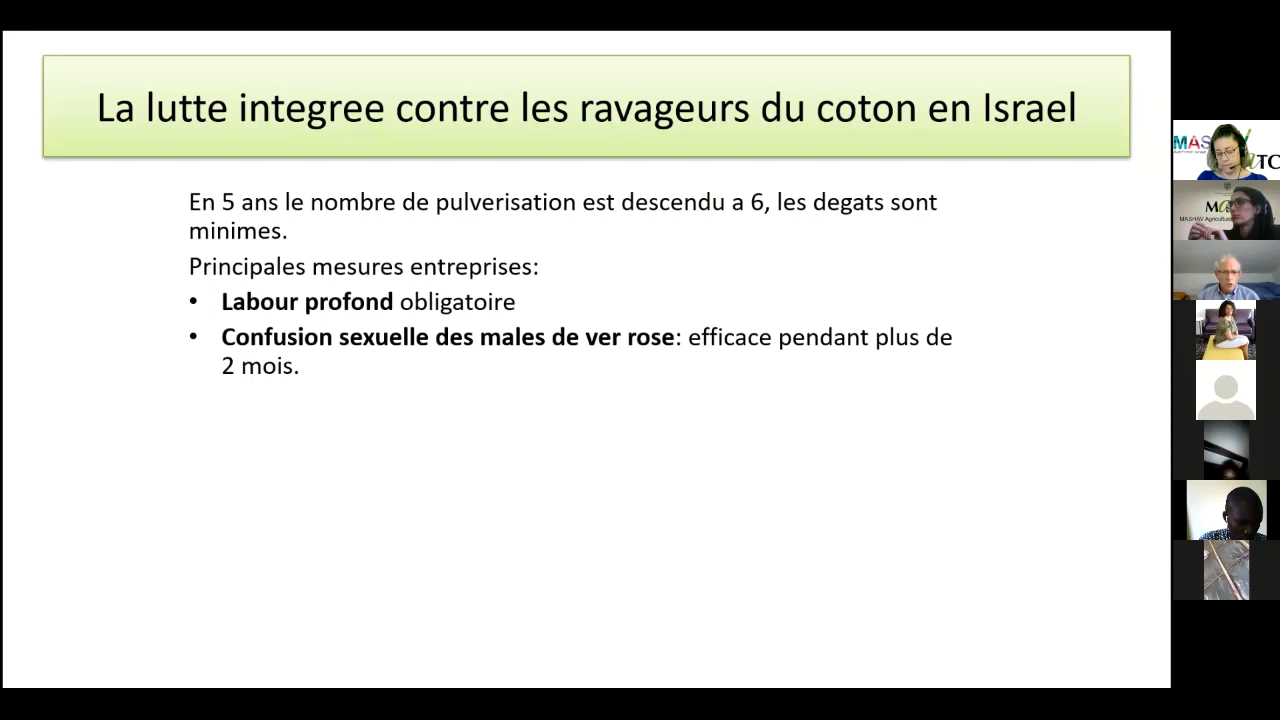 La lutte integree contre les ravageurs du coton en Israel
En 5 ans le nombre de pulverisation est descendu a 6, les degats sont
minimes.
Principales mesures entreprises:
• Labour profond obligatoire
• Confusion sexuelle des males de ver rose: efficace pendant plus de
2 mois.